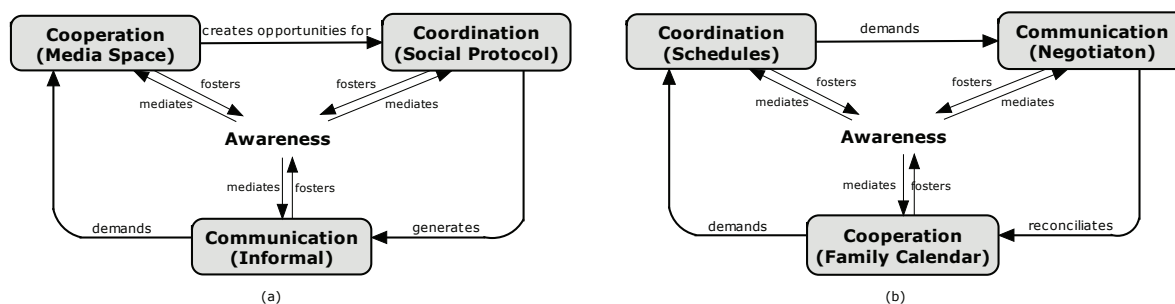 Cooperation
(Media Space)
creates opportunities for
Coordination
(Social Protocol)
fosters
mediates
fosters
mediates
Awareness
mediates
fosters
demands
generates
Communication
(Informal)
(a)
Coordination
(Schedules)
demands
Communication
(Negotiaton)
fosters
mediates
fosters
mediates
Awareness
mediates
fosters
demands
reconciliates
Cooperation
(Family Calendar)
(b)